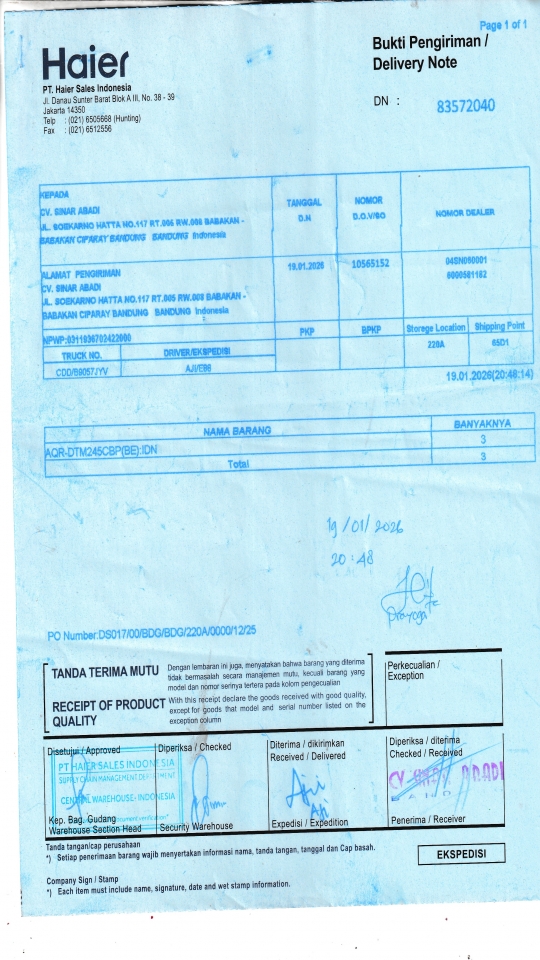 Page 1 of 1
Haier
Bukti Pengiriman /
Delivery Note
PT. Haier Sales Indonesia
Jl. Danau Sunter Barat Blok A III, No. 38 - 39
Jakarta 14350
Telp : (021) 6505668 (Hunting)
Fax : (021) 6512556
DN : 83572040
KEPADA
CV. SINAR ABADI
JL. SOEKARNO HATTA NO.117 RT.005 RW.008 BABAKAN -
BABAKAN CIPARAY BANDUNG BANDUNG Indonesia
TANGGAL
D.N
NOMOR
D.O.V/SO
NOMOR DEALER
ALAMAT PENGIRIMAN
CV. SINAR ABADI
JL. SOEKARNO HATTA NO.117 RT.005 RW.008 BABAKAN -
BABAKAN CIPARAY BANDUNG BANDUNG Indonesia
19.01.2026
10565152
PKP
BPKP
Storege Location
Shipping Point
220A
65D1
TRUCK NO.
DRIVER/EKSPEDISI
CDD/B9057JYV
19.01.2026(20:48:14)
NAMA BARANG
BANYAKNYA
AQR-DTM245CBP(BE):IDN
3
Total
3
19/01/2026
20:48
Prayoga
PO Number:DS017/00/BDG/BDG/220A/0000/12/25
TANDA TERIMA MUTU
Dengan lembaran ini juga, menyatakan bahwa barang yang diterima
tidak bermasalah secara manajemen mutu, kecuali barang yang
model dan nomor serinya tertera pada kolom pengecualian
RECEIPT OF PRODUCT
QUALITY
With this receipt declare the goods received with good quality,
except for goods that model and serial number listed on the
exception column
Perkecualian /
Exception
Disetujui / Approved
Diperiksa / Checked
Diterima / dikirimkan
Received / Delivered
Diperiksa / diterima
Checked / Received
PT HAIER SALES INDONESIA
SUPPLY CHAIN MANAGEMENT DEPARTMENT
CENTRAL WAREHOUSE- INDONESIA
Kep. Bag. Gudang
Warehouse Section Head
Security Warehouse
Expedisi / Expedition
Penerima / Receiver
Tanda tangan/cap perusahaan
*) Setiap penerimaan barang wajib menyertakan informasi nama, tanda tangan, tanggal dan Cap basah.
EKSPEDISI
Company Sign / Stamp
*) Each item must include name, signature, date and wet stamp information.